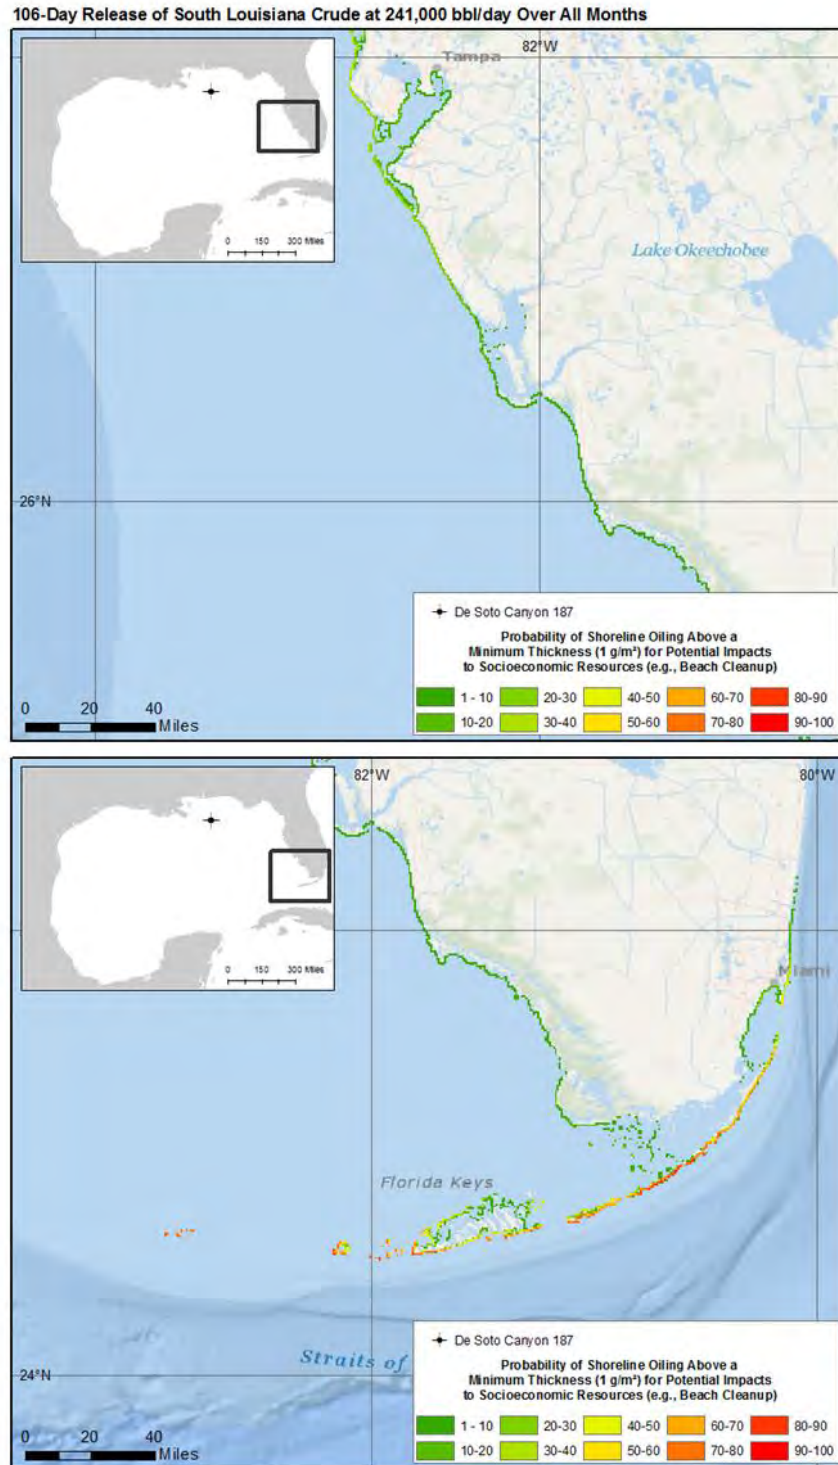 106-Day Release of South Louisiana Crude at 241,000 bbl/day Over All Months
82°W
Tampa
0 150 300 Miles
Lake Okeechobee
26°N
De Soto Canyon 187
Probability of Shoreline Oiling Above a
Minimum Thickness (1 g/m²) for Potential Impacts
to Socioeconomic Resources (e.g., Beach Cleanup)
1 - 10 20-30 40-50 60-70 80-90
10-20 30-40 50-60 70-80 90-100
0 20 40
Miles
82°W 80°W
0 150 300 Miles
Miami
Florida Keys
Straits of
24°N
De Soto Canyon 187
Probability of Shoreline Oiling Above a
Minimum Thickness (1 g/m²) for Potential Impacts
to Socioeconomic Resources (e.g., Beach Cleanup)
1 - 10 20-30 40-50 60-70 80-90
10-20 30-40 50-60 70-80 90-100
0 20 40
Miles